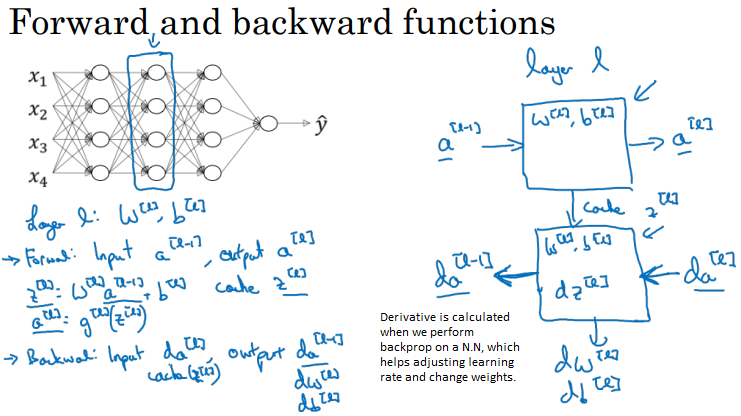 Forward and backward functions
x₁
x₂
x₃
x₄
ŷ
Layer l: W^[l], b^[l]
→ Forward: Input a^[l-1], output a^[l]
z^[l]: W^[l] a^[l-1] + b^[l] cache z^[l]
a^[l]: g^[l](z^[l])
→ Backward: Input da^[l], output da^[l-1]
cache(z^[l])
dW^[l]
db^[l]
layer l
a^[l-1]
W^[l], b^[l]
a^[l]
cache z^[l]
W^[l], b^[l]
da^[l-1]
dz^[l]
da^[l]
dW^[l]
db^[l]
Derivative is calculated
when we perform
backprop on a N.N, which
helps adjusting learning
rate and change weights.